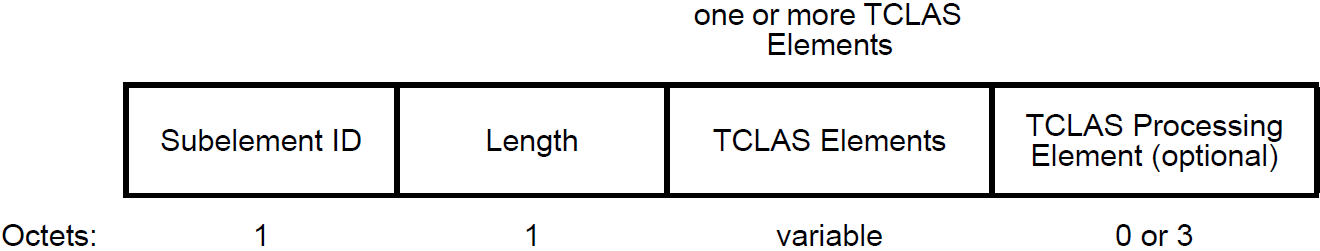 one or more TCLAS
Elements
Subelement ID
Length
TCLAS Elements
TCLAS Processing
Element (optional)
Octets: 1 1 variable 0 or 3